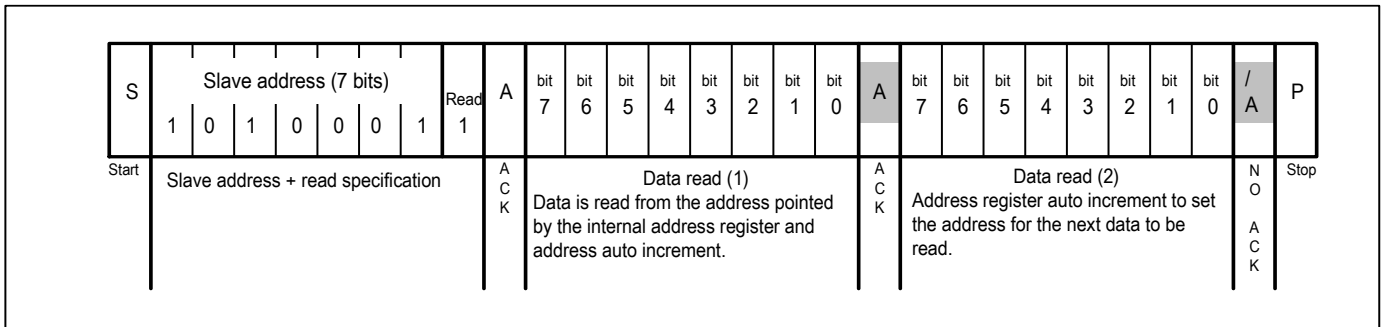 S
Slave address (7 bits)
1 0 1 0 0 0 1
Read
1
A
bit bit bit bit bit bit bit bit
7 6 5 4 3 2 1 0
A
bit bit bit bit bit bit bit bit
7 6 5 4 3 2 1 0
/
A
P
Start
Slave address + read specification
A
C
K
Data read (1)
Data is read from the address pointed
by the internal address register and
address auto increment.
A
C
K
Data read (2)
Address register auto increment to set
the address for the next data to be
read.
N
O
A
C
K
Stop